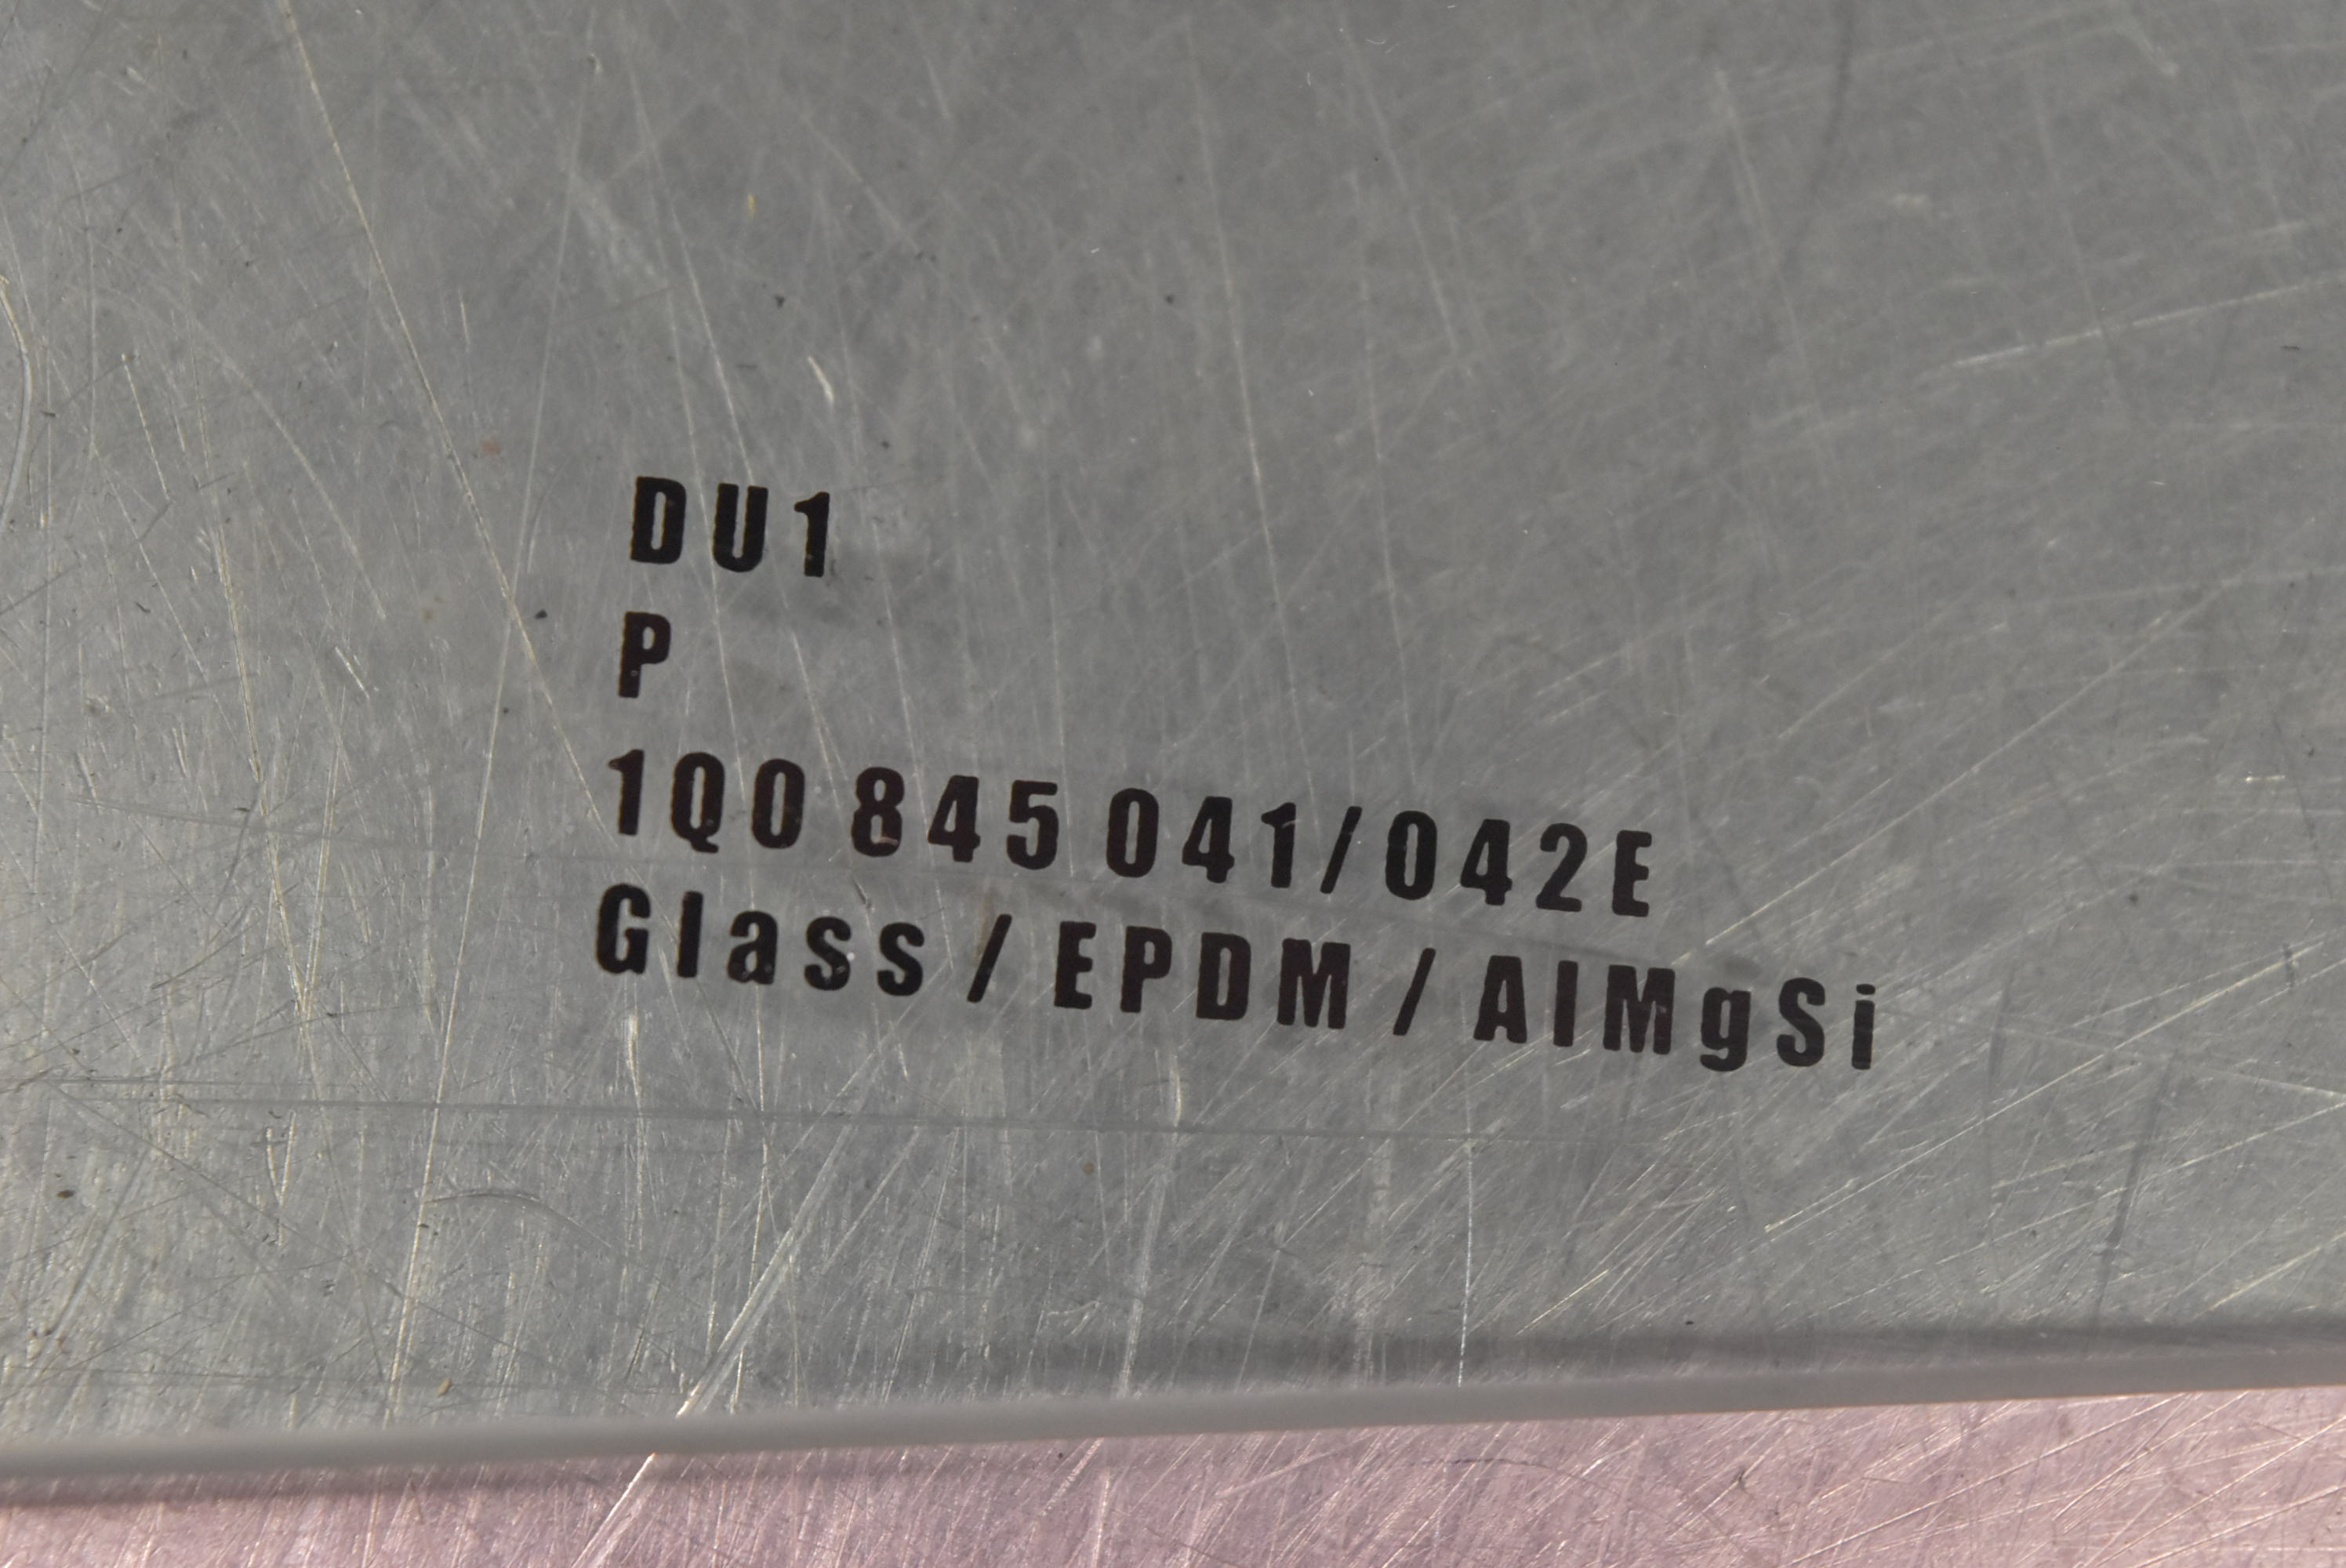 DU1
P
1Q0 845 041/042E
Glass / EPDM / AlMgSi